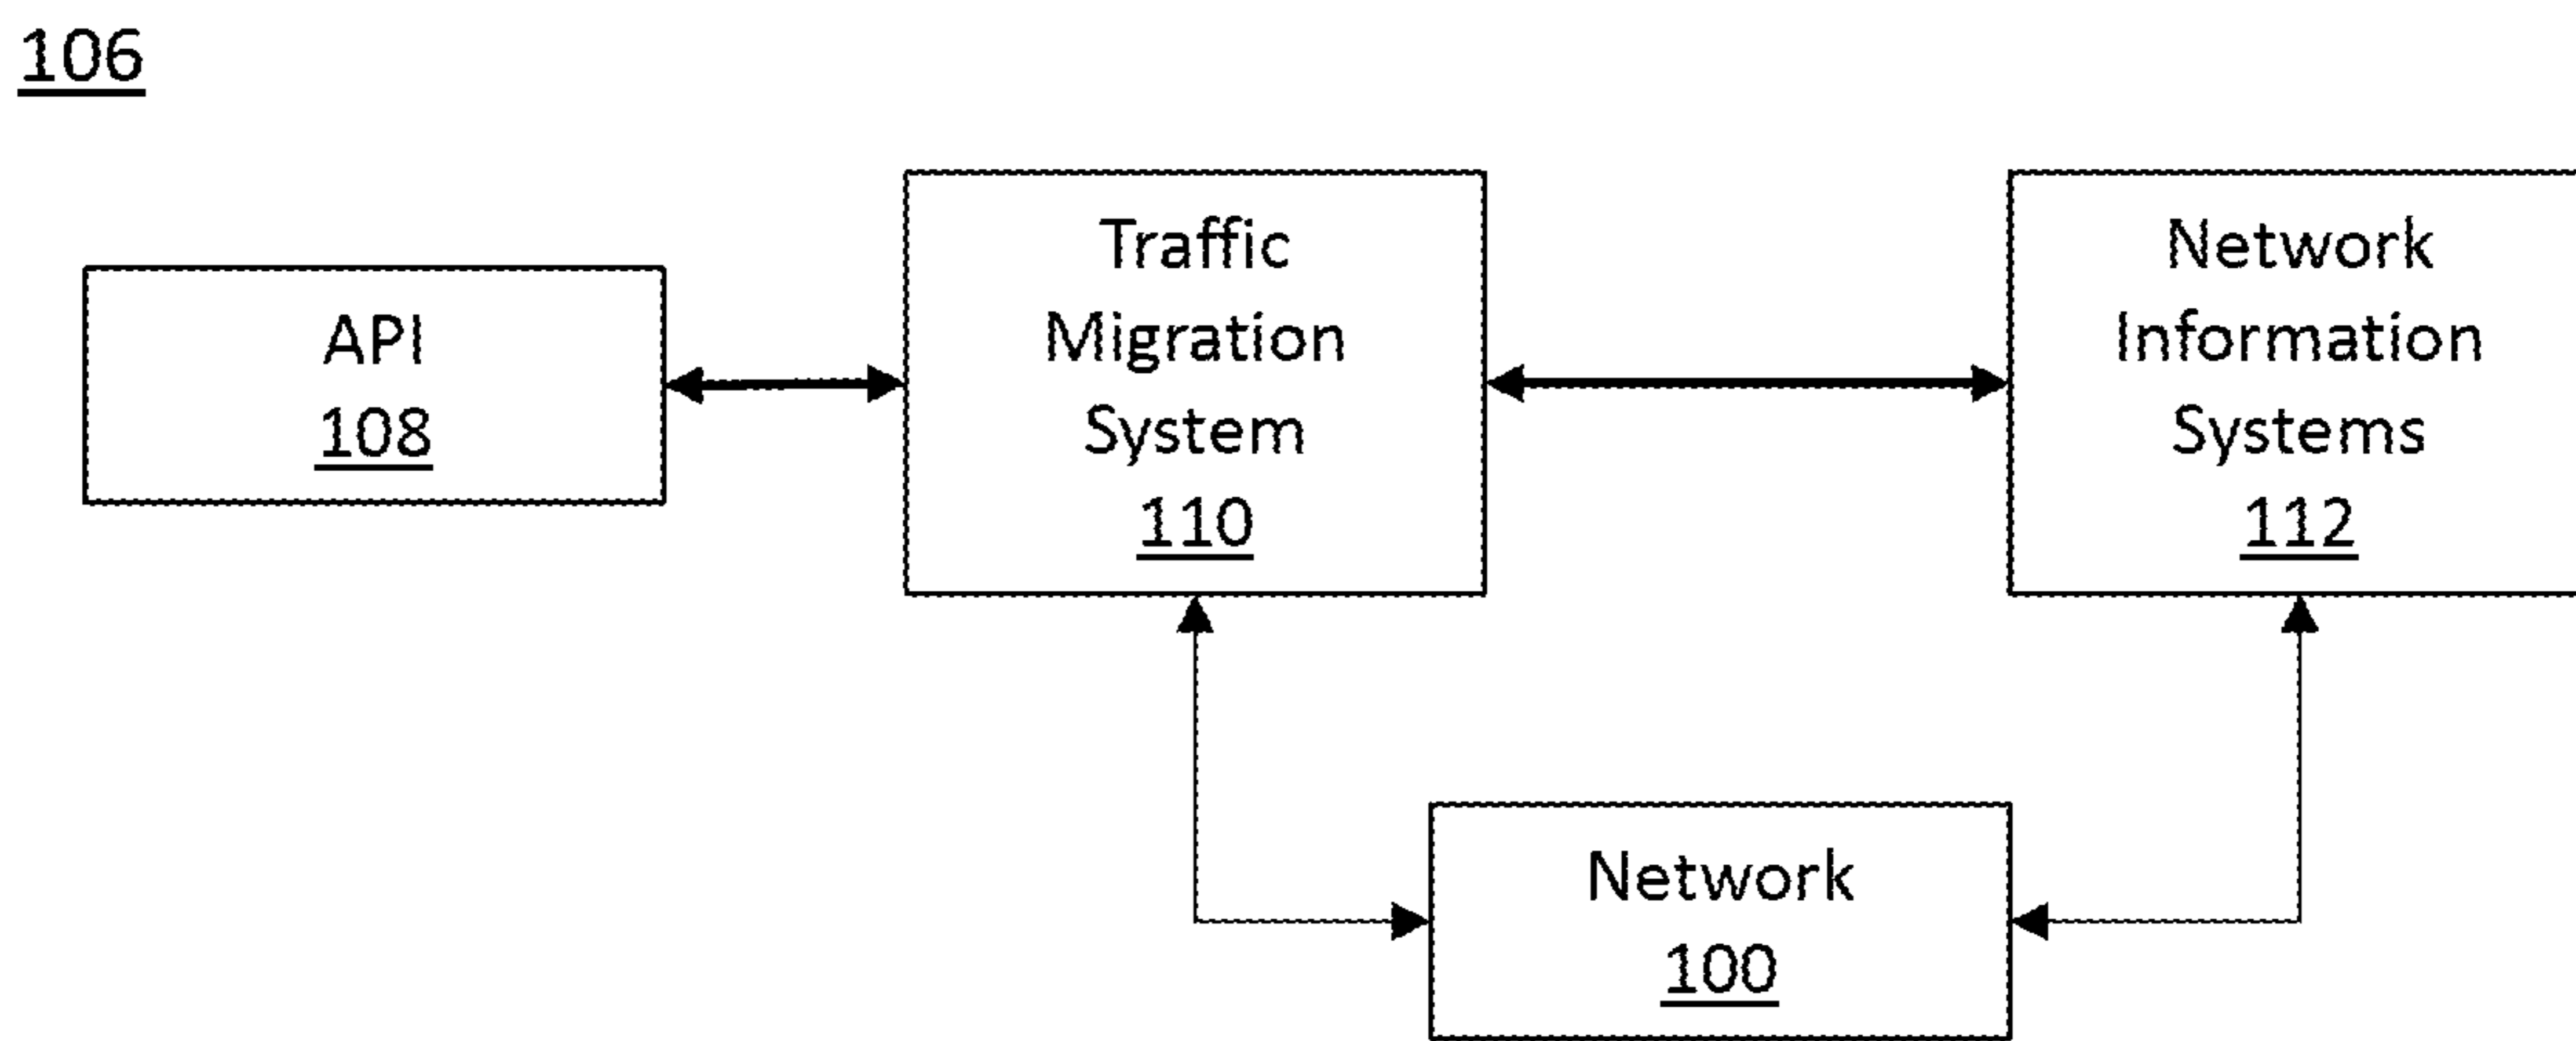 106
API
108
Traffic
Migration
System
110
Network
Information
Systems
112
Network
100